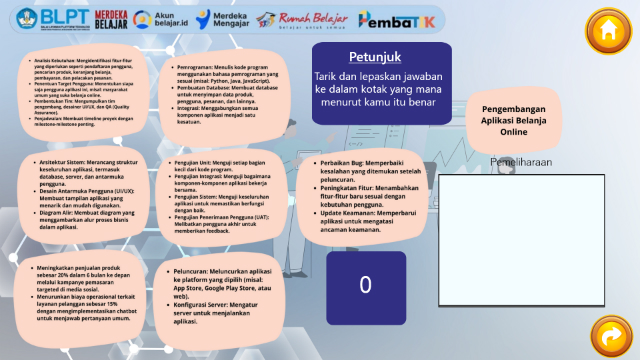 BLPT
MERDEKA
BELAJAR
Akun
belajar.id
Merdeka
Mengajar
Rumah Belajar
Belajar untuk semua
PembaTIK
Analisis Kebutuhan: Mengidentifikasi fitur-fitur
yang diperlukan seperti pendaftaran pengguna,
pencarian produk, keranjang belanja,
pembayaran, dan pelacakan pesanan.
Penentuan Target Pengguna: Menentukan siapa
saja pengguna aplikasi ini, misal masyarakat
umum yang suka belanja online.
Pembentukan Tim: Mengumpulkan tim
pengembang, desainer UI/UX, dan QA (Quality
Assurance).
Penjadwalan: Membuat timeline proyek dengan
milestone-milestone penting.
Pemrograman: Menulis kode program
menggunakan bahasa pemrograman yang
sesuai (misal: Python, Java, JavaScript).
Pembuatan Database: Membuat database
untuk menyimpan data produk,
pengguna, pesanan, dan lainnya.
Integrasi: Menggabungkan semua
komponen aplikasi menjadi satu
kesatuan.
Petunjuk
Tarik dan lepaskan jawaban
ke dalam kotak yang mana
menurut kamu itu benar
Pengembangan
Aplikasi Belanja
Online
Pemeliharaan
Arsitektur Sistem: Merancang struktur
keseluruhan aplikasi, termasuk
database, server, dan antarmuka
pengguna.
Desain Antarmuka Pengguna (UI/UX):
Membuat tampilan aplikasi yang
menarik dan mudah digunakan.
Diagram Alir: Membuat diagram yang
menggambarkan alur proses bisnis
dalam aplikasi.
Pengujian Unit: Menguji setiap bagian
kecil dari kode program.
Pengujian Integrasi: Menguji bagaimana
komponen-komponen aplikasi bekerja
bersama.
Pengujian Sistem: Menguji keseluruhan
aplikasi untuk memastikan berfungsi
dengan baik.
Pengujian Penerimaan Pengguna (UAT):
Melibatkan pengguna akhir untuk
memberikan feedback.
Perbaikan Bug: Memperbaiki
kesalahan yang ditemukan setelah
peluncuran.
Peningkatan Fitur: Menambahkan
fitur-fitur baru sesuai dengan
kebutuhan pengguna.
Update Keamanan: Memperbarui
aplikasi untuk mengatasi
ancaman keamanan.
Meningkatkan penjualan produk
sebesar 20% dalam 6 bulan ke depan
melalui kampanye pemasaran
targeted di media sosial.
Menurunkan biaya operasional terkait
layanan pelanggan sebesar 15%
dengan mengimplementasikan chatbot
untuk menjawab pertanyaan umum.
Peluncuran: Meluncurkan aplikasi
ke platform yang dipilih (misal:
App Store, Google Play Store, atau
web).
Konfigurasi Server: Mengatur
server untuk menjalankan
aplikasi.
0